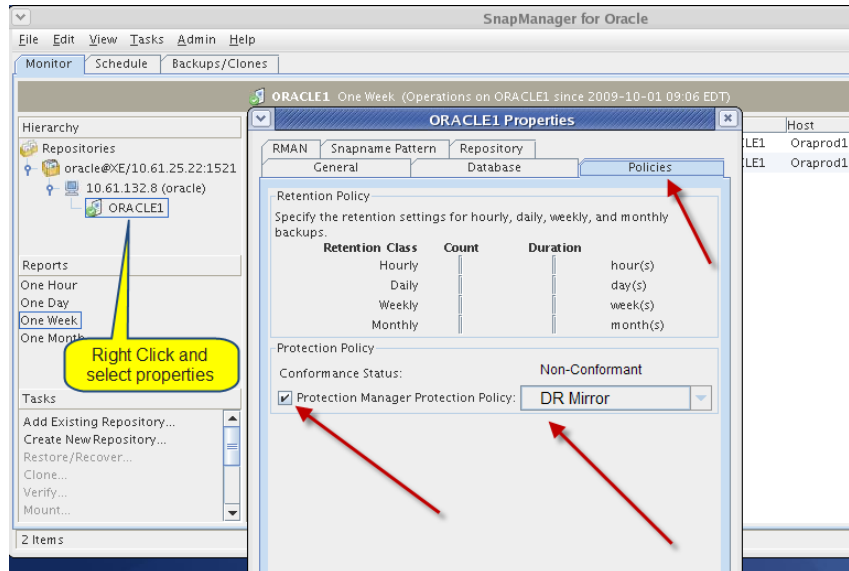 SnapManager for Oracle
File Edit View Tasks Admin Help
Monitor Schedule Backups/Clones
ORACLE1 One Week (Operations on ORACLE1 since 2009-10-01 09:06 EDT)
Hierarchy
Repositories
oracle@XE/10.61.25.22:1521
10.61.132.8 (oracle)
ORACLE1
Reports
One Hour
One Day
One Week
One Month
Right Click and
select properties
Tasks
Add Existing Repository...
Create New Repository...
Restore/Recover...
Clone...
Verify...
Mount...
2 Items
ORACLE1 Properties
RMAN Snapname Pattern Repository
General Database Policies
Retention Policy
Specify the retention settings for hourly, daily, weekly, and monthly
backups.
Retention Class Count Duration
Hourly hour(s)
Daily day(s)
Weekly week(s)
Monthly month(s)
Protection Policy
Conformance Status: Non-Conformant
Protection Manager Protection Policy: DR Mirror
Host
LE1 Oraprod1
LE1 Oraprod1